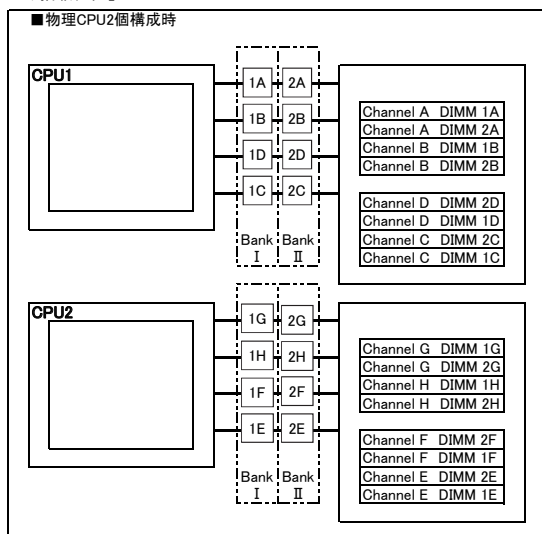 ■物理CPU2個構成時
CPU1
1A 2A
1B 2B
1D 2D
1C 2C
Bank Bank
Ⅰ Ⅱ
Channel A DIMM 1A
Channel A DIMM 2A
Channel B DIMM 1B
Channel B DIMM 2B
Channel D DIMM 2D
Channel D DIMM 1D
Channel C DIMM 2C
Channel C DIMM 1C
CPU2
1G 2G
1H 2H
1F 2F
1E 2E
Bank Bank
Ⅰ Ⅱ
Channel G DIMM 1G
Channel G DIMM 2G
Channel H DIMM 1H
Channel H DIMM 2H
Channel F DIMM 2F
Channel F DIMM 1F
Channel E DIMM 2E
Channel E DIMM 1E